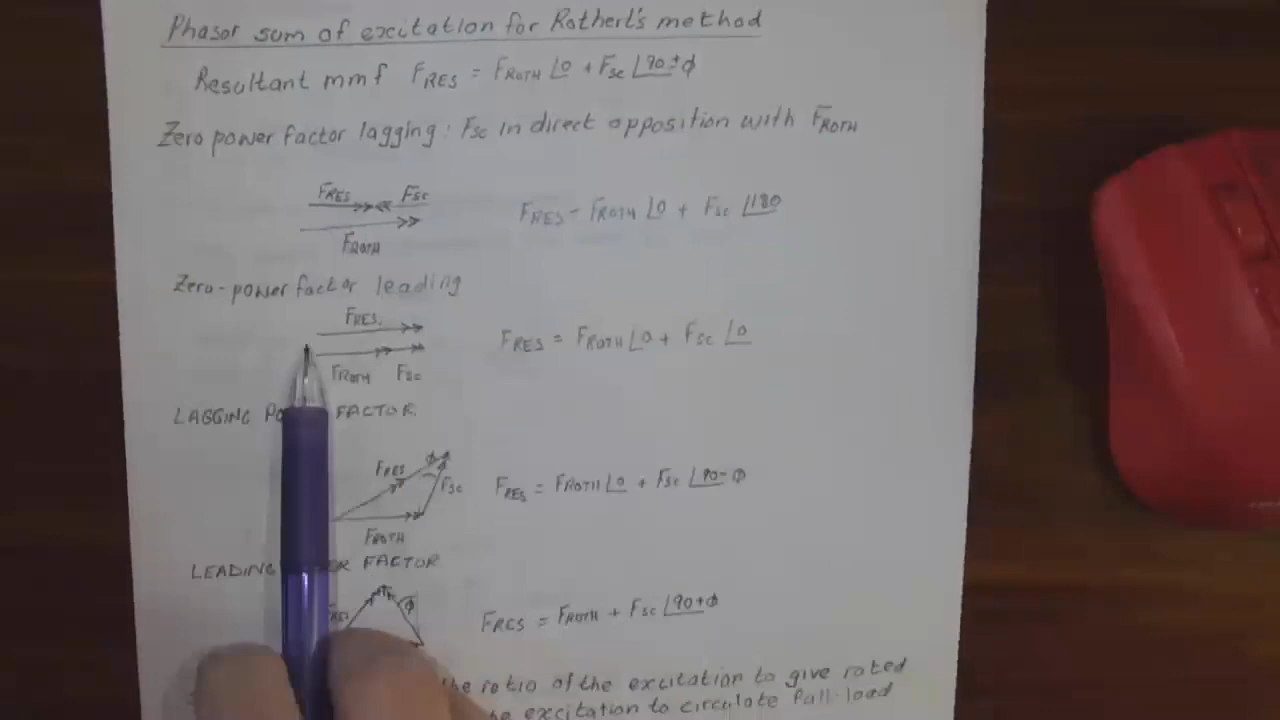 Phasor sum of excitation for Rothert's method
Resultant mmf FRES = FROTH ∠0 + Fsc ∠90±ϕ
Zero power factor lagging: Fsc in direct opposition with FROTH
FRES Fsc
FROTH
FRES = FROTH ∠0 + Fsc ∠180
Zero-power factor leading
FRES.
FROTH Fsc
FRES = FROTH ∠0 + Fsc ∠0
LAGGING FACTOR.
FRES ϕ
Fsc
FROTH
FRES = FROTH ∠0 + Fsc ∠90-ϕ
LEADING FACTOR
ϕ
FRES = FROTH + Fsc ∠90+ϕ
the ratio of the excitation to give rated
excitation to circulate full-load